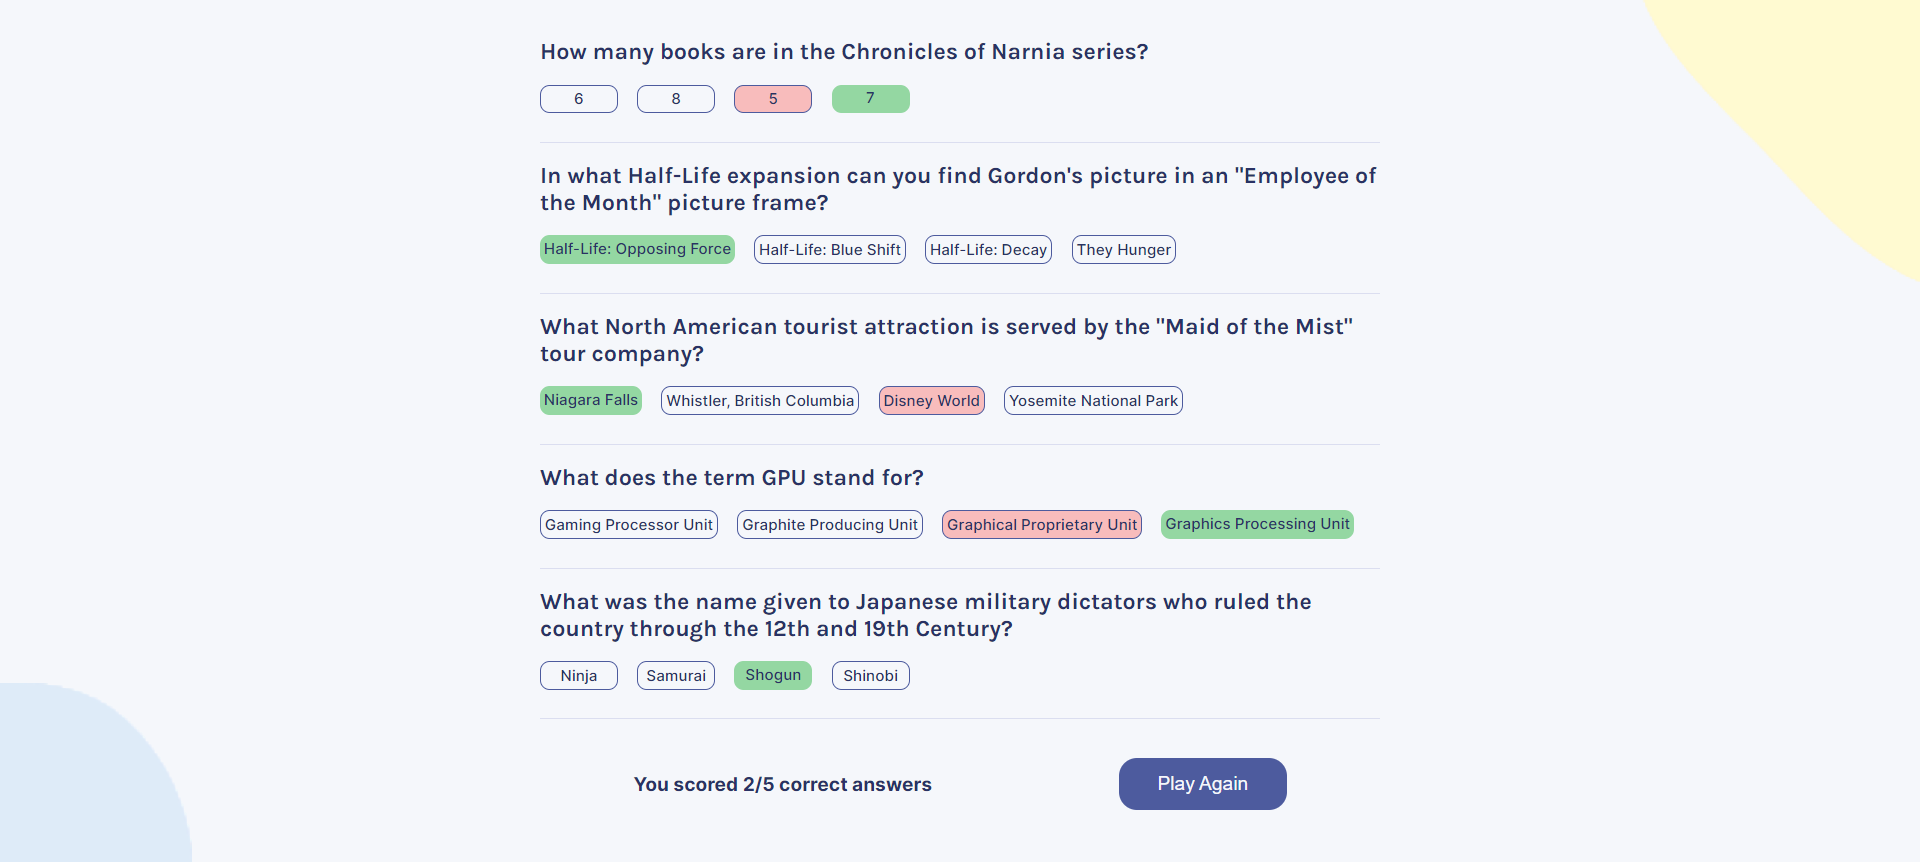 How many books are in the Chronicles of Narnia series?
6 8 5 7
In what Half-Life expansion can you find Gordon's picture in an "Employee of
the Month" picture frame?
Half-Life: Opposing Force Half-Life: Blue Shift Half-Life: Decay They Hunger
What North American tourist attraction is served by the "Maid of the Mist"
tour company?
Niagara Falls Whistler, British Columbia Disney World Yosemite National Park
What does the term GPU stand for?
Gaming Processor Unit Graphite Producing Unit Graphical Proprietary Unit Graphics Processing Unit
What was the name given to Japanese military dictators who ruled the
country through the 12th and 19th Century?
Ninja Samurai Shogun Shinobi
You scored 2/5 correct answers Play Again